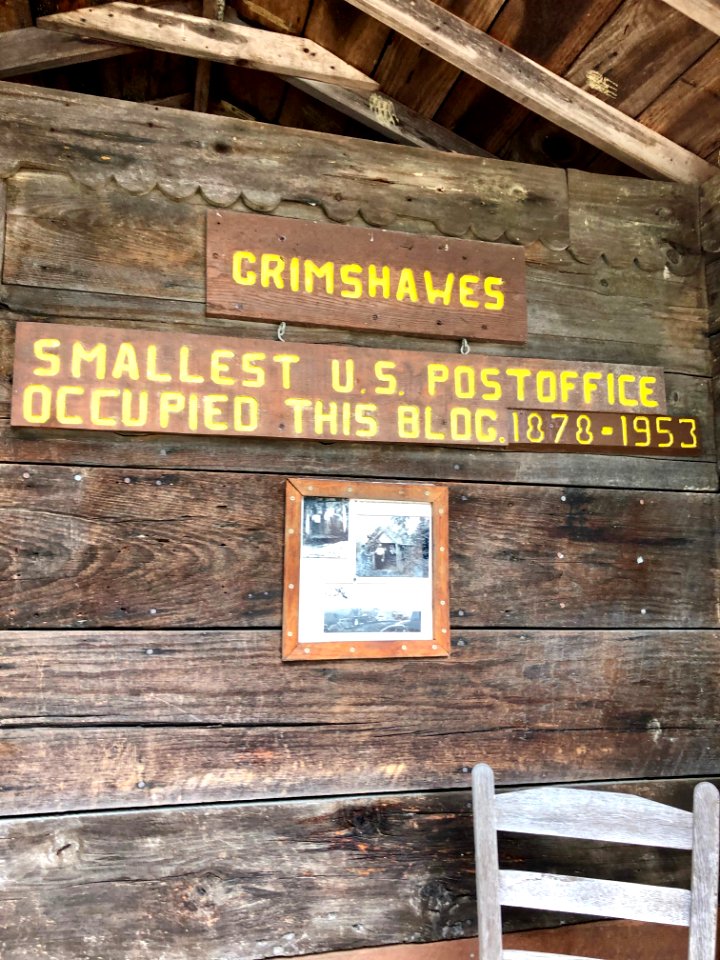 GRIMSHAWES
SMALLEST U.S. POSTOFFICE
OCCUPIED THIS BLDG. 1878-1953